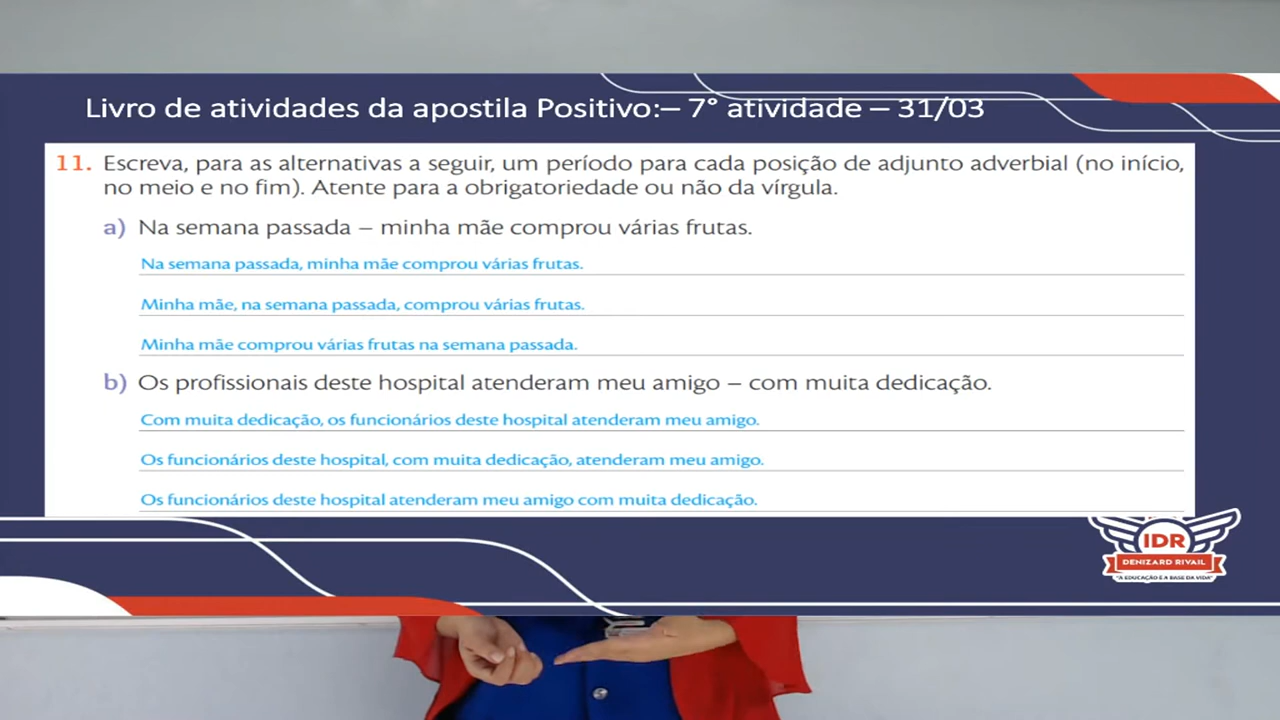 Livro de atividades da apostila Positivo:– 7° atividade – 31/03
11. Escreva, para as alternativas a seguir, um período para cada posição de adjunto adverbial (no início,
no meio e no fim). Atente para a obrigatoriedade ou não da vírgula.
a) Na semana passada – minha mãe comprou várias frutas.
Na semana passada, minha mãe comprou várias frutas.
Minha mãe, na semana passada, comprou várias frutas.
Minha mãe comprou várias frutas na semana passada.
b) Os profissionais deste hospital atenderam meu amigo – com muita dedicação.
Com muita dedicação, os funcionários deste hospital atenderam meu amigo.
Os funcionários deste hospital, com muita dedicação, atenderam meu amigo.
Os funcionários deste hospital atenderam meu amigo com muita dedicação.
IDR
DENIZARD RIVAIL
"A EDUCAÇÃO É A BASE DA VIDA"